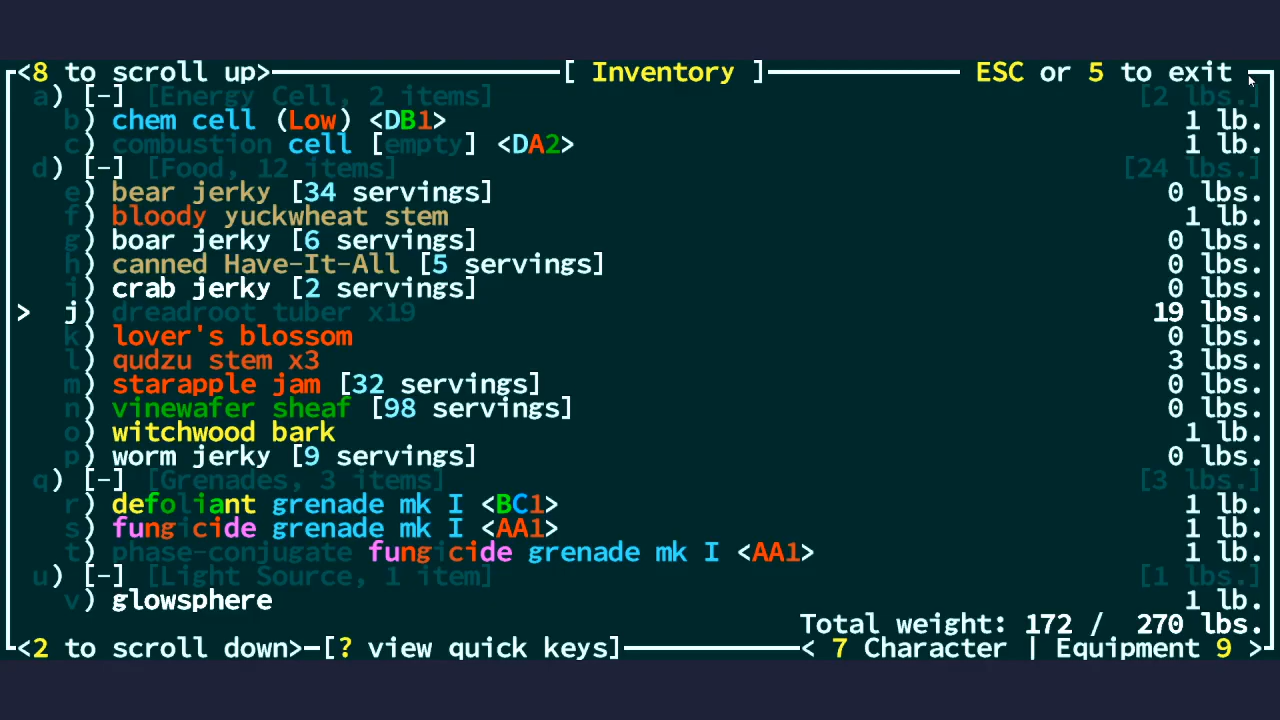 <8 to scroll up> [ Inventory ] ESC or 5 to exit
a) [-] [Energy Cell, 2 items] [2 lbs.]
b) chem cell (Low) <DB1> 1 lb.
c) combustion cell [empty] <DA2> 1 lb.
d) [-] [Food, 12 items] [24 lbs.]
e) bear jerky [34 servings] 0 lbs.
f) bloody yuckwheat stem 1 lb.
g) boar jerky [6 servings] 0 lbs.
h) canned Have-It-All [5 servings] 0 lbs.
i) crab jerky [2 servings] 0 lbs.
> j) dreadroot tuber x19 19 lbs.
k) lover's blossom 0 lbs.
l) qudzu stem x3 3 lbs.
m) starapple jam [32 servings] 0 lbs.
n) vinewafer sheaf [98 servings] 0 lbs.
o) witchwood bark 1 lb.
p) worm jerky [9 servings] 0 lbs.
q) [-] [Grenades, 3 items] [3 lbs.]
r) defoliant grenade mk I <BC1> 1 lb.
s) fungicide grenade mk I <AA1> 1 lb.
t) phase-conjugate fungicide grenade mk I <AA1> 1 lb.
u) [-] [Light Source, 1 item] [1 lbs.]
v) glowsphere 1 lb.
Total weight: 172 / 270 lbs.
<2 to scroll down> [? view quick keys] < 7 Character | Equipment 9 >